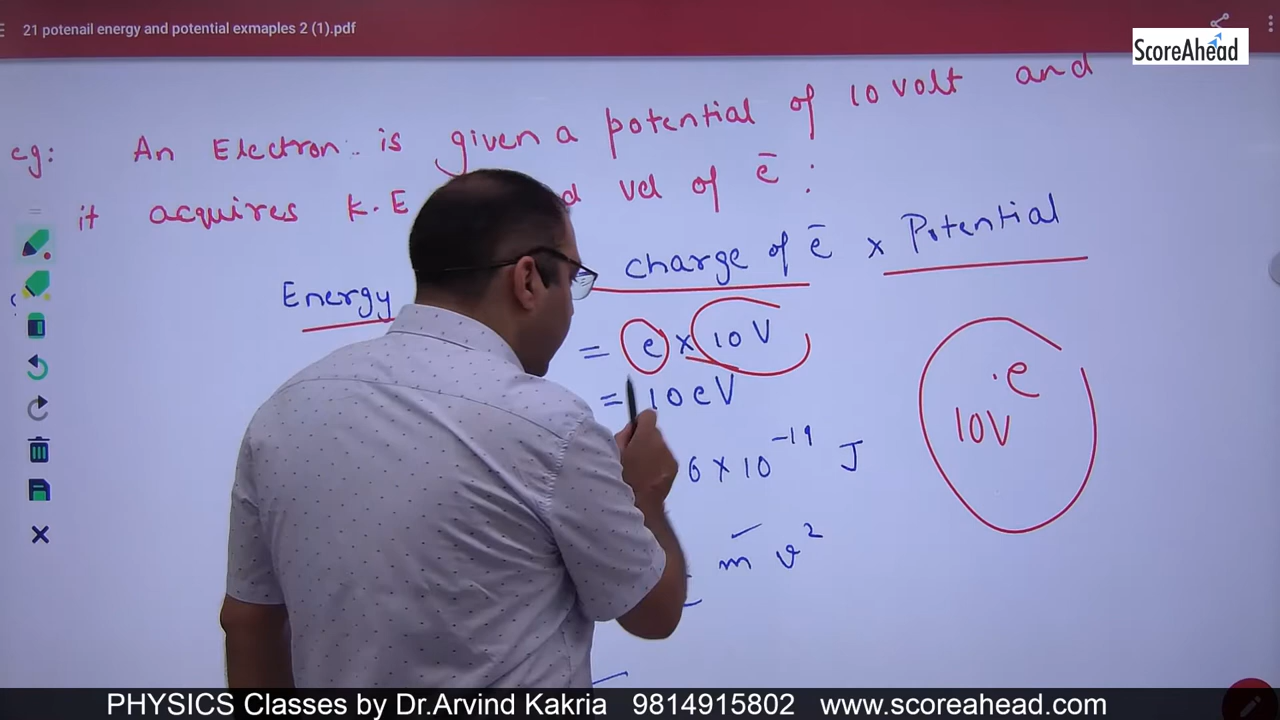 21 potenail energy and potential exmaples 2 (1).pdf
ScoreAhead
eg: An Electron is given a potential of 10 volt and
it acquires K.E vel of e̅ :
Energy charge of e̅ × Potential
= e × 10 V
= 10 eV
6 × 10⁻¹⁹ J
m v²
.e
10V
PHYSICS Classes by Dr.Arvind Kakria 9814915802 www.scoreahead.com